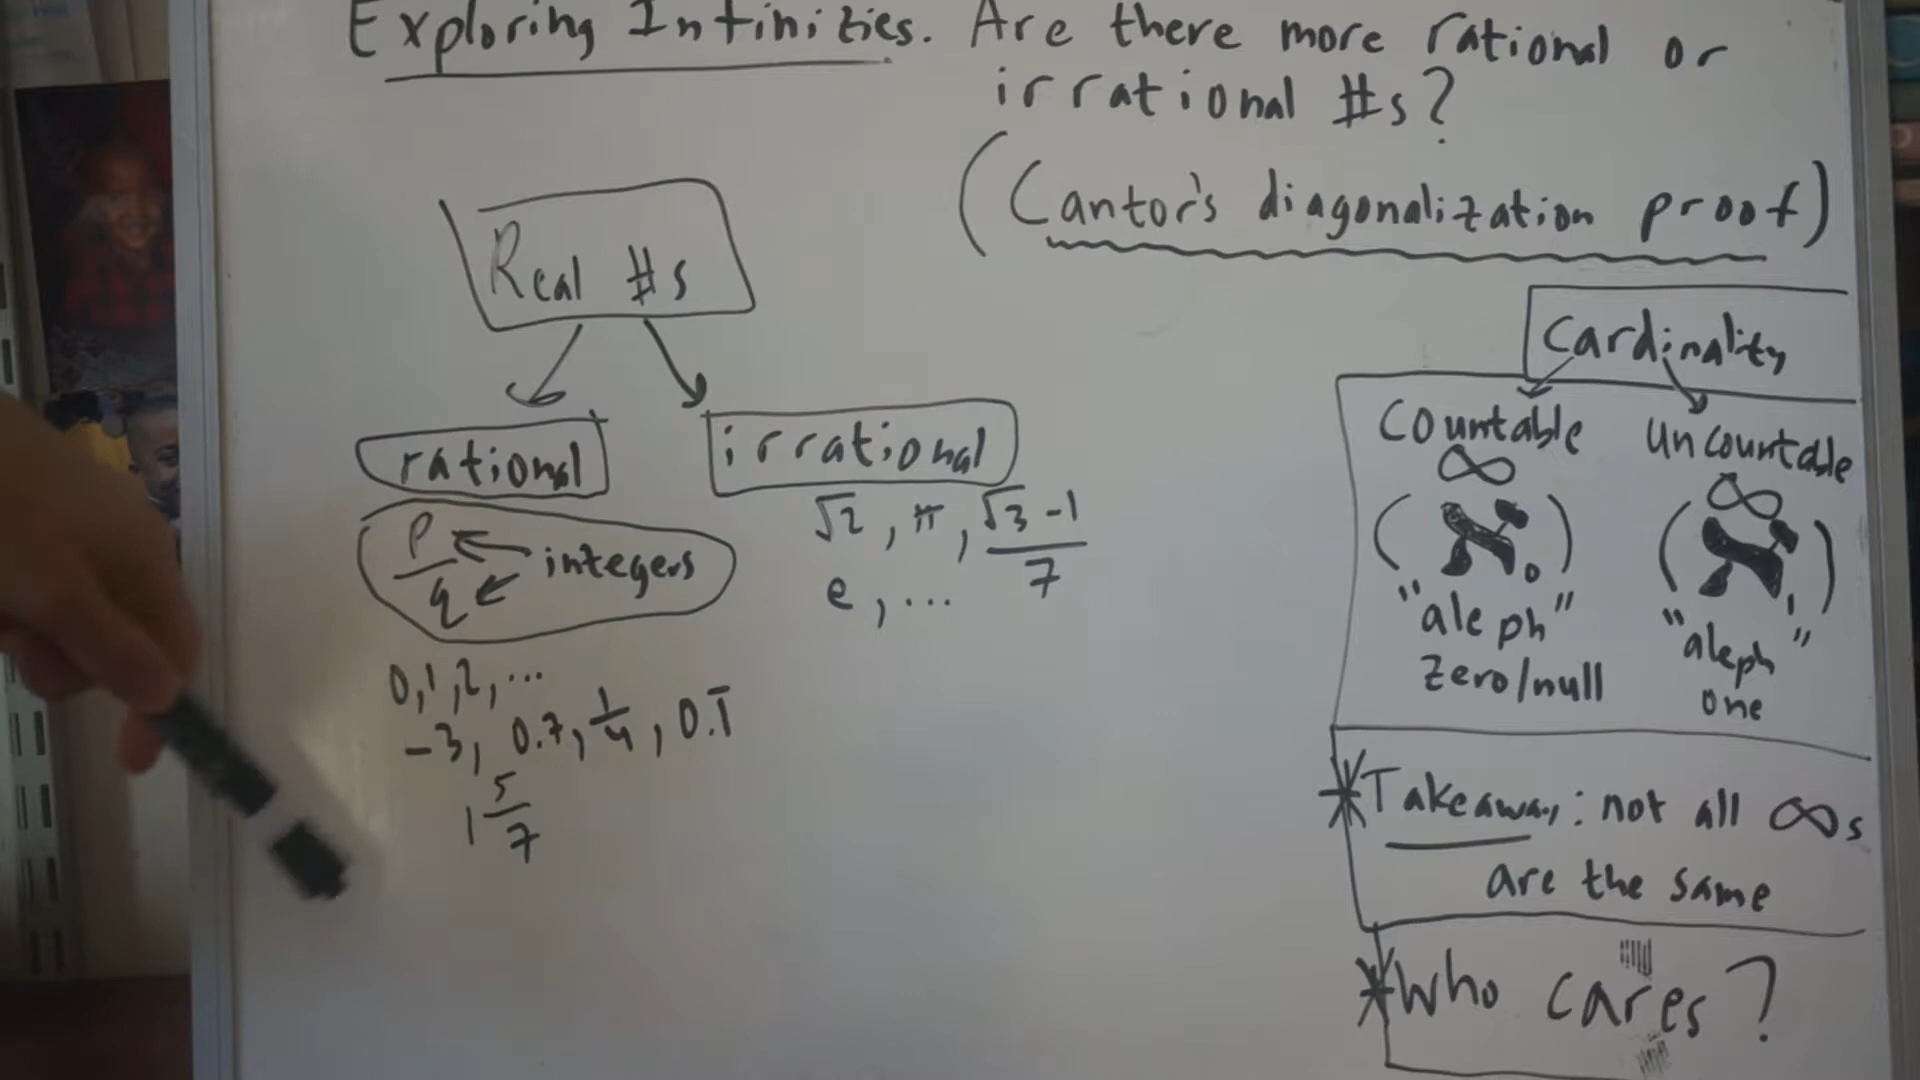 Exploring Infinities. Are there more rational or
irrational #s?
(Cantor's diagonalization proof)
Real #s
rational
irrational
p/q ← integers
√2, π, (√3-1)/7
e, ...
0,1,2,...
-3, 0.7, 1/4, 0.1̅
1 5/7
Cardinality
Countable
∞
(ℵ₀)
"aleph"
zero/null
Uncountable
∞
(ℵ₁)
"aleph"
one
*Takeaway: not all ∞s
are the same
*Who cares?